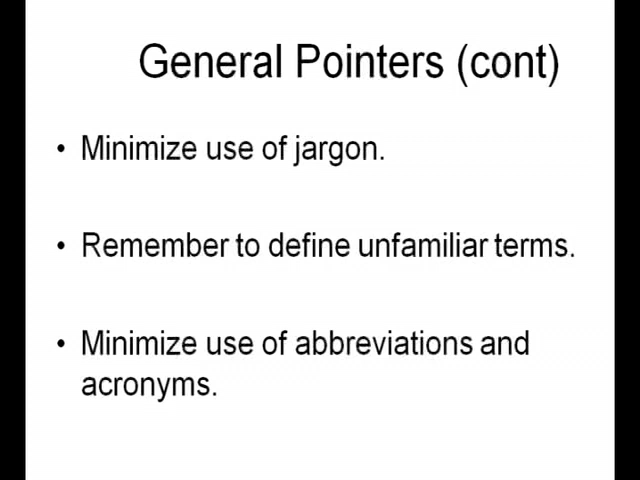 General Pointers (cont)
• Minimize use of jargon.
• Remember to define unfamiliar terms.
• Minimize use of abbreviations and
acronyms.